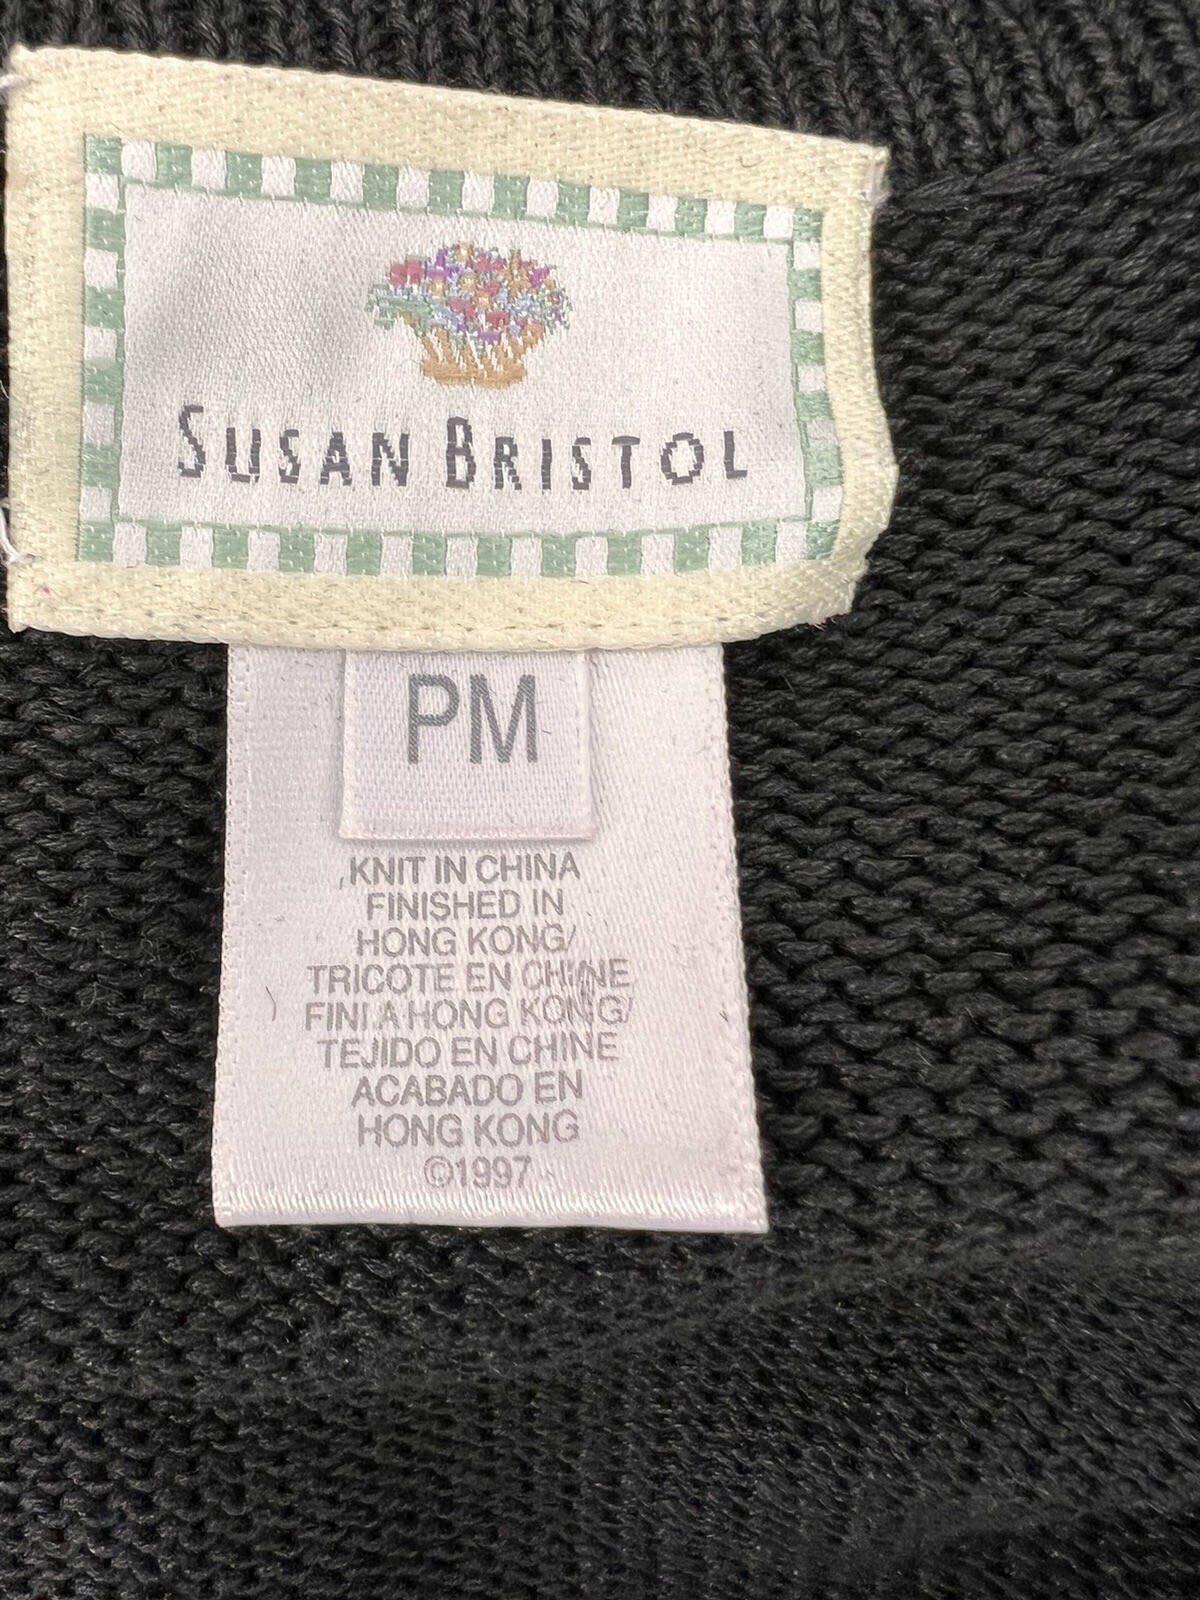 SUSAN BRISTOL
PM
KNIT IN CHINA
FINISHED IN
HONG KONG/
TRICOTE EN CHINE
FINI A HONG KONG/
TEJIDO EN CHINE
ACABADO EN
HONG KONG
©1997